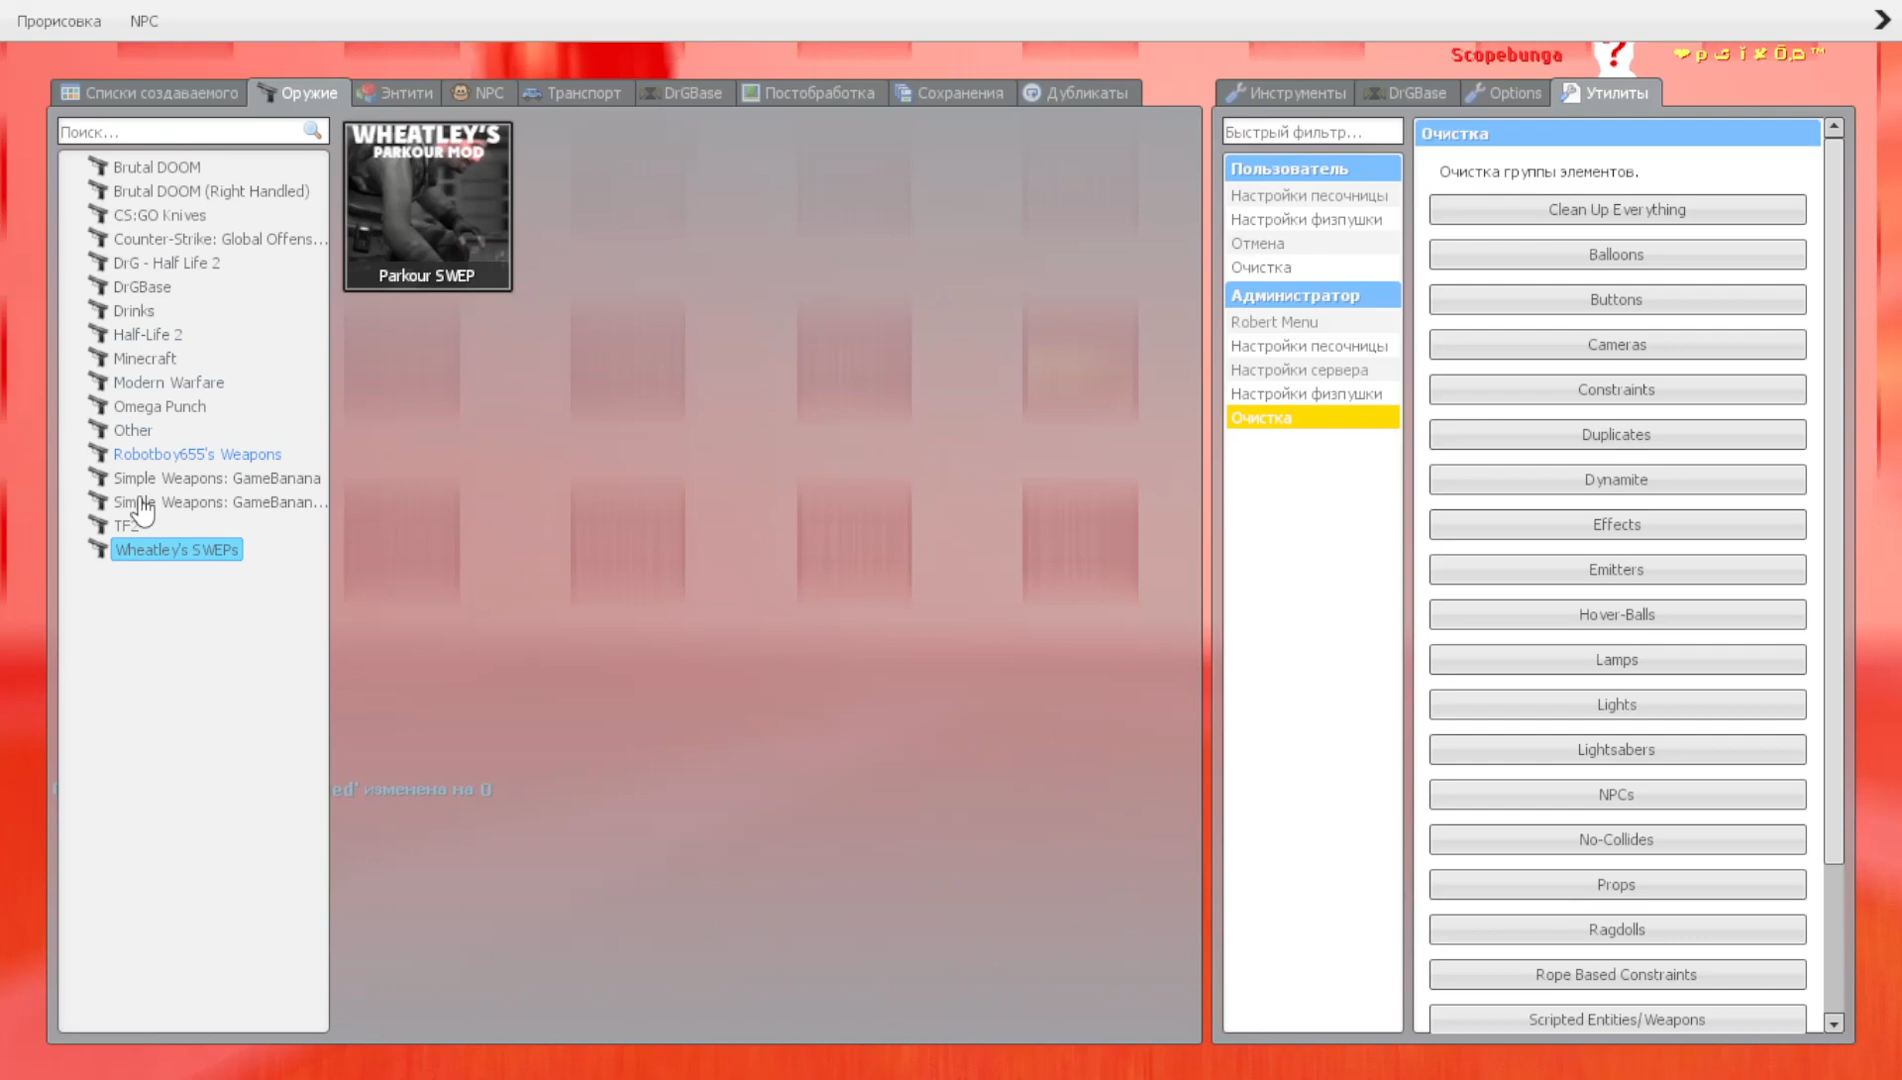 Прорисовка NPC
Scopebunga
Списки создаваемого Оружие Энтити NPC Транспорт DrGBase Постобработка Сохранения Дубликаты
Инструменты DrGBase Options Утилиты
Поиск...
Brutal DOOM
Brutal DOOM (Right Handled)
CS:GO Knives
Counter-Strike: Global Offens...
DrG - Half Life 2
DrGBase
Drinks
Half-Life 2
Minecraft
Modern Warfare
Omega Punch
Other
Robotboy655's Weapons
Simple Weapons: GameBanana
Simple Weapons: GameBanan...
TF2
Wheatley's SWEPs
WHEATLEY'S
PARKOUR MOD
Parkour SWEP
ed' изменена на 0
Быстрый фильтр...
Пользователь
Настройки песочницы
Настройки физпушки
Отмена
Очистка
Администратор
Robert Menu
Настройки песочницы
Настройки сервера
Настройки физпушки
Очистка
Очистка
Очистка группы элементов.
Clean Up Everything
Balloons
Buttons
Cameras
Constraints
Duplicates
Dynamite
Effects
Emitters
Hover-Balls
Lamps
Lights
Lightsabers
NPCs
No-Collides
Props
Ragdolls
Rope Based Constraints
Scripted Entities/Weapons